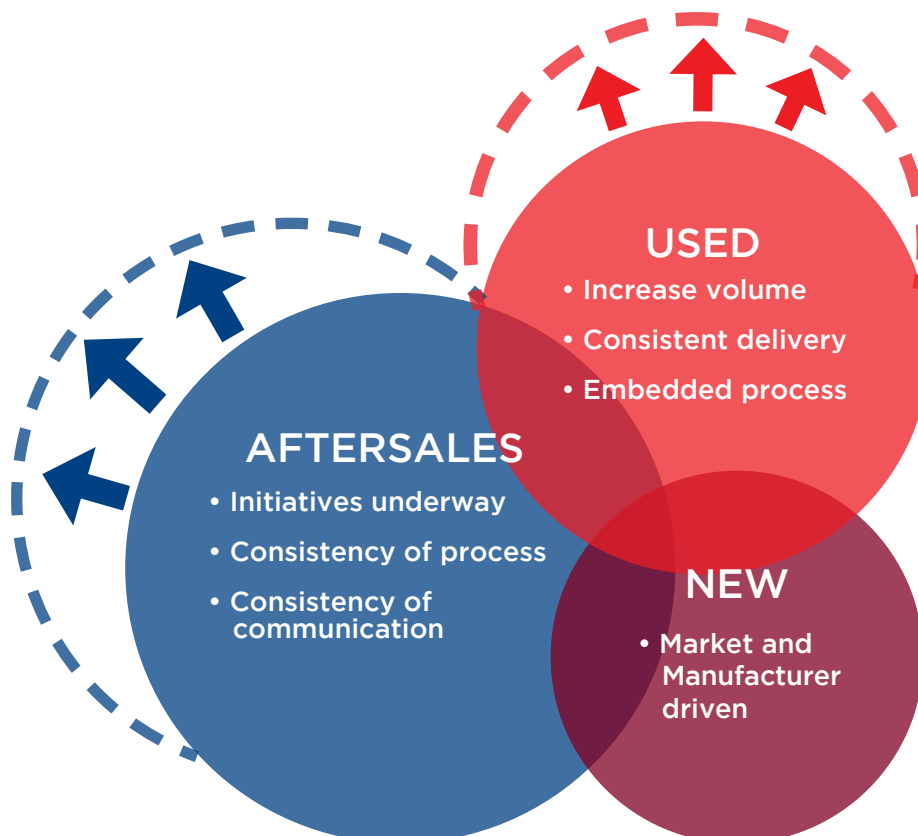 USED
• Increase volume
• Consistent delivery
• Embedded process
AFTERSALES
• Initiatives underway
• Consistency of process
• Consistency of
communication
NEW
• Market and
Manufacturer
driven